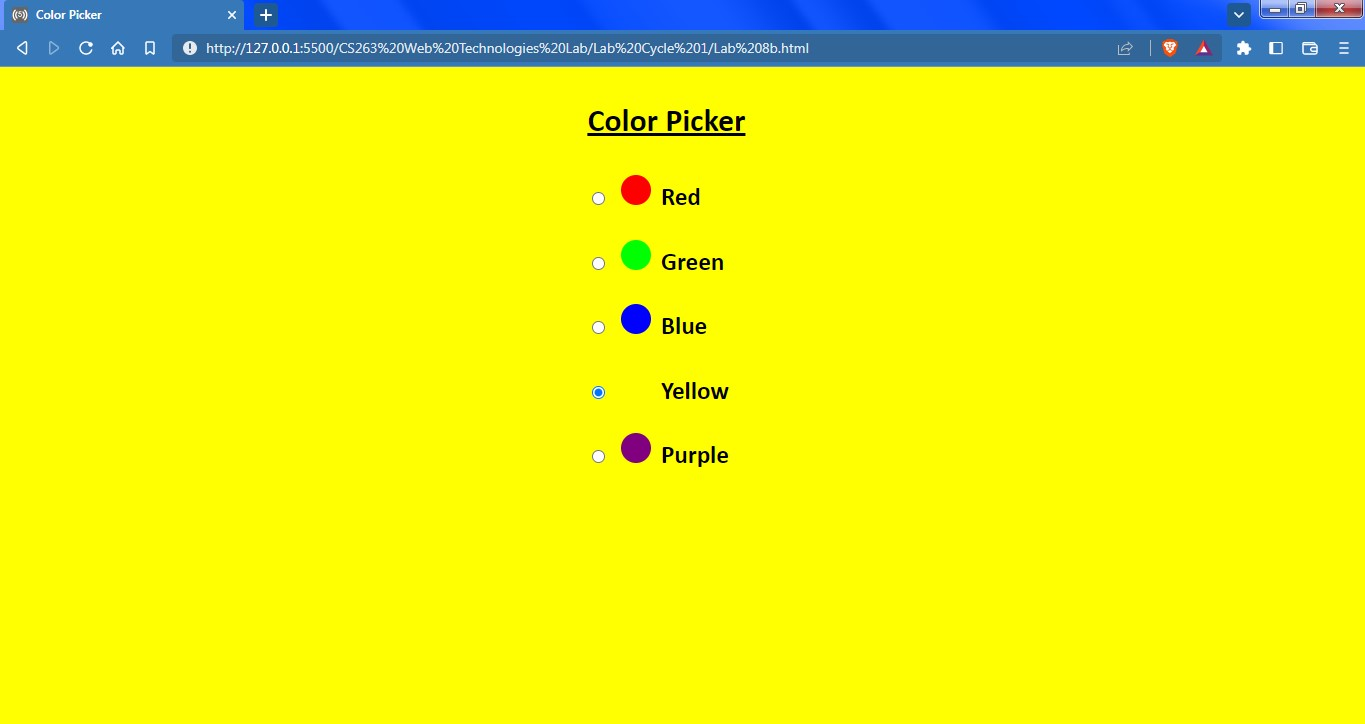 Color Picker
http://127.0.0.1:5500/CS263%20Web%20Technologies%20Lab/Lab%20Cycle%201/Lab%208b.html
Color Picker
Red
Green
Blue
Yellow
Purple